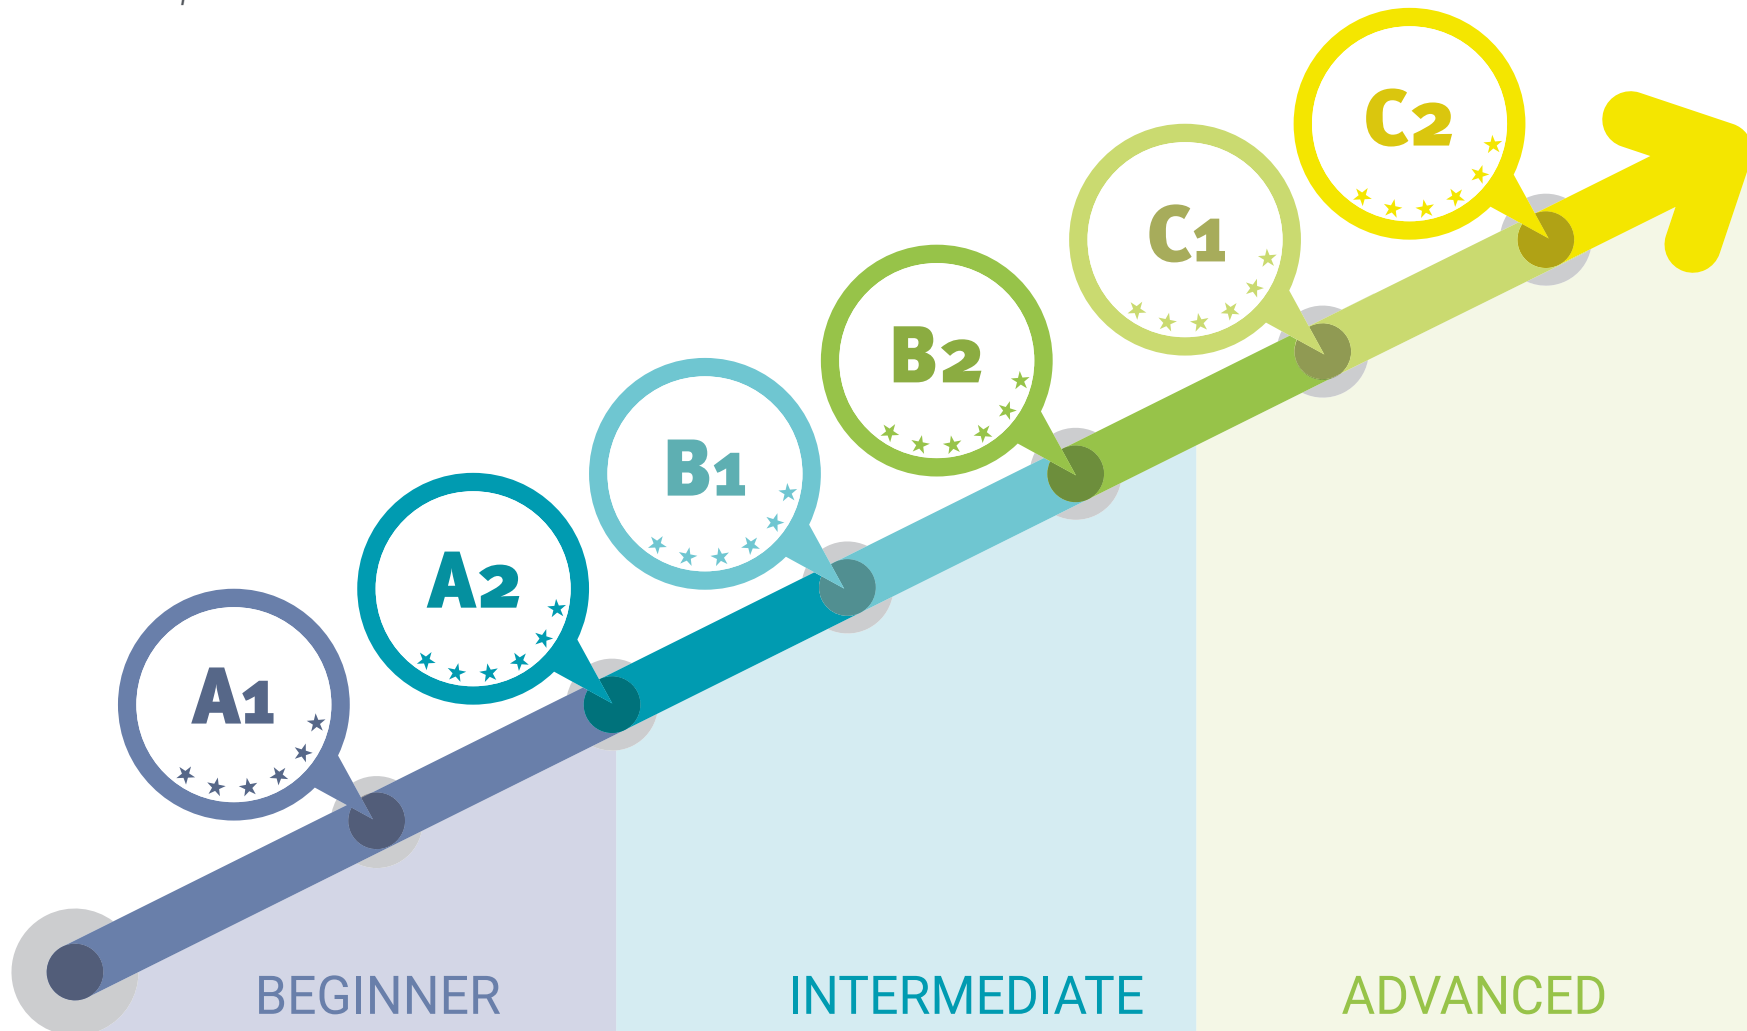 A1
A2
B1
B2
C1
C2
BEGINNER
INTERMEDIATE
ADVANCED